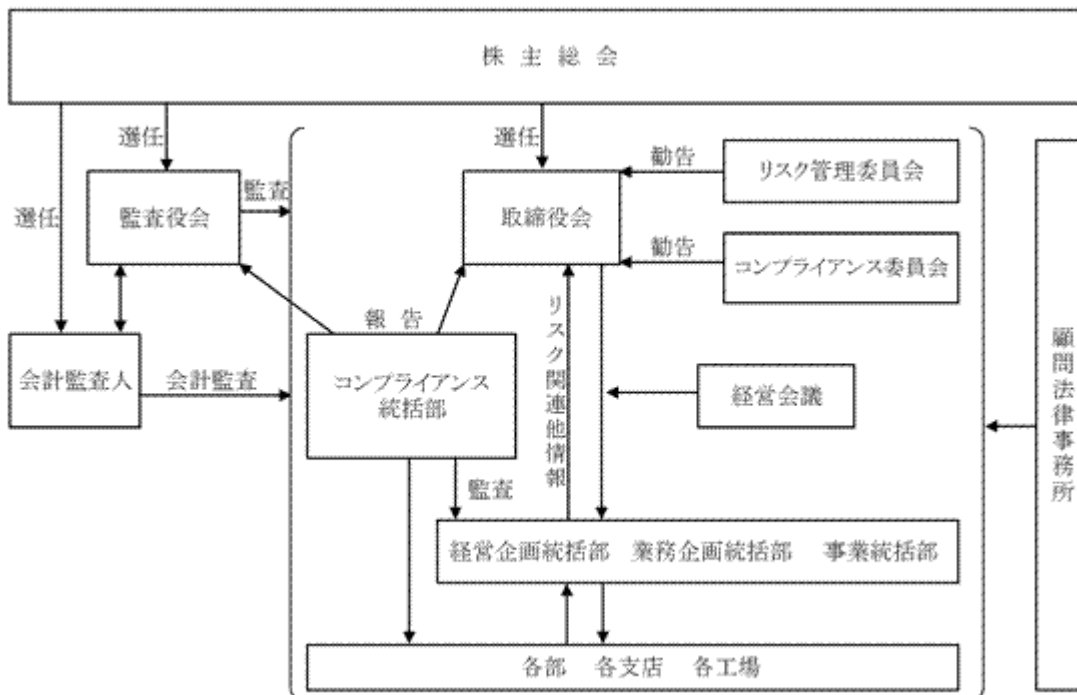 株主総会
選任
選任
選任
勧告
リスク管理委員会
監査役会
監査
取締役会
勧告
コンプライアンス委員会
報告
リスク関連他情報
会計監査人
会計監査
コンプライアンス
統括部
経営会議
顧問法律事務所
監査
経営企画統括部 業務企画統括部 事業統括部
各部 各支店 各工場